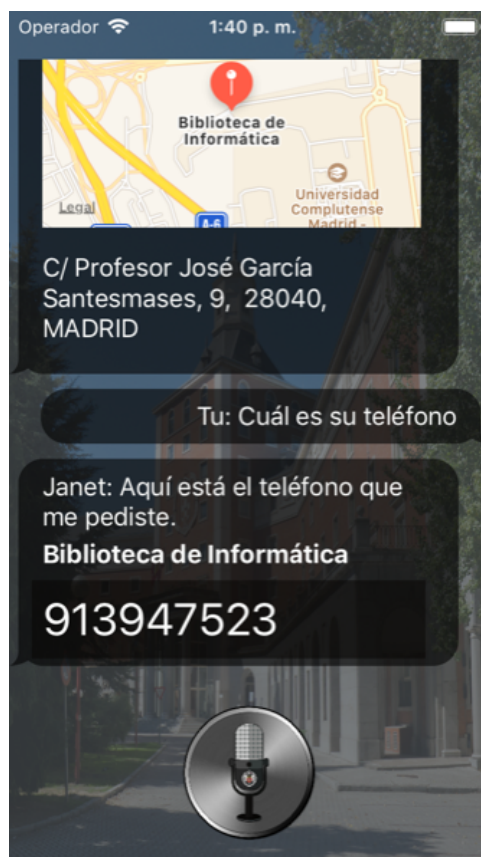 Operador
1:40 p. m.
Biblioteca de
Informática
Universidad
Complutense
Madrid -
Legal
A-6
C/ Profesor José García
Santesmases, 9,  28040,
MADRID
Tu: Cuál es su teléfono
Janet: Aquí está el teléfono que
me pediste.
Biblioteca de Informática
913947523